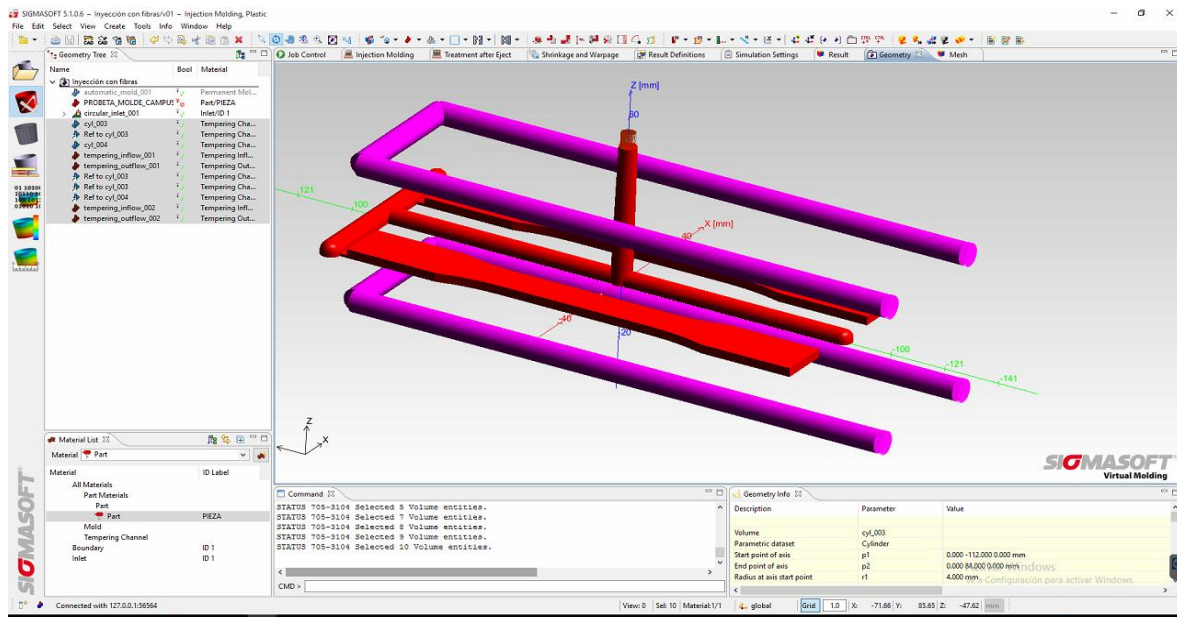 SIGMASOFT 5.1.0.6 – Inyección con fibras/v01 – Injection Molding, Plastic
File Edit Select View Create Tools Info Window Help
Geometry Tree
Name Bool Material
Inyección con fibras
automatic_mold_001 Permanent Mol...
PROBETA_MOLDE_CAMPUS Part/PIEZA
circular_inlet_001 Inlet/ID 1
cyl_003 Tempering Cha...
Ref to cyl_003 Tempering Cha...
cyl_004 Tempering Cha...
tempering_inflow_001 Tempering Infl...
tempering_outflow_001 Tempering Out...
Ref to cyl_003 Tempering Cha...
Ref to cyl_003 Tempering Cha...
Ref to cyl_004 Tempering Cha...
tempering_inflow_002 Tempering Infl...
tempering_outflow_002 Tempering Out...
Job Control Injection Molding Treatment after Eject Shrinkage and Warpage Result Definitions Simulation Settings Result Geometry Mesh
Z [mm]
60
121
100
X [mm]
40
-40
-20
-100
-121
-141
Z
X
SIGMASOFT
Virtual Molding
SIGMASOFT
Material List
Material Part
Material ID Label
All Materials
Part Materials
Part
Part PIEZA
Mold
Tempering Channel
Boundary ID 1
Inlet ID 1
Command
STATUS 705-3104 Selected 5 Volume entities.
STATUS 705-3104 Selected 7 Volume entities.
STATUS 705-3104 Selected 8 Volume entities.
STATUS 705-3104 Selected 9 Volume entities.
STATUS 705-3104 Selected 10 Volume entities.
CMD >
Geometry Info
Description Parameter Value
Volume cyl_003
Parametric dataset Cylinder
Start point of axis p1 0.000 -112.000 0.000 mm
End point of axis p2 0.000 84.000 0.000 mm
Radius at axis start point r1 4.000 mm
Configuración para activar Windows.
Connected with 127.0.0.1:56564
View: 0 Sel: 10 Material:1/1 global Grid 1.0 X: -71.66 Y: 85.65 Z: -47.62 mm